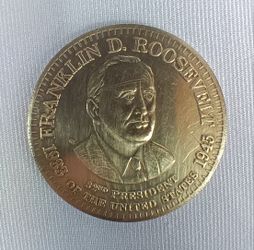 FRANKLIN D. ROOSEVELT
32ND PRESIDENT
OF THE UNITED STATES
1933 1945